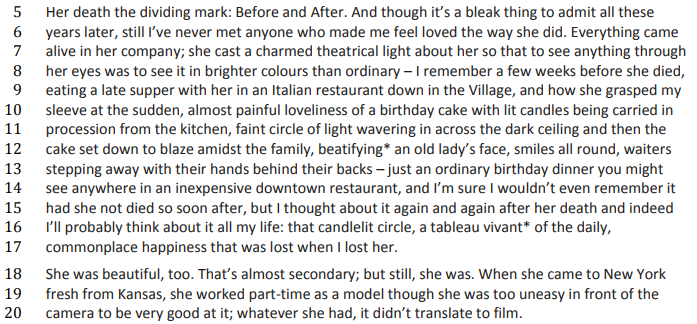 5 Her death the dividing mark: Before and After. And though it's a bleak thing to admit all these
6 years later, still I've never met anyone who made me feel loved the way she did. Everything came
7 alive in her company; she cast a charmed theatrical light about her so that to see anything through
8 her eyes was to see it in brighter colours than ordinary – I remember a few weeks before she died,
9 eating a late supper with her in an Italian restaurant down in the Village, and how she grasped my
10 sleeve at the sudden, almost painful loveliness of a birthday cake with lit candles being carried in
11 procession from the kitchen, faint circle of light wavering in across the dark ceiling and then the
12 cake set down to blaze amidst the family, beatifying* an old lady's face, smiles all round, waiters
13 stepping away with their hands behind their backs – just an ordinary birthday dinner you might
14 see anywhere in an inexpensive downtown restaurant, and I'm sure I wouldn't even remember it
15 had she not died so soon after, but I thought about it again and again after her death and indeed
16 I'll probably think about it all my life: that candlelit circle, a tableau vivant* of the daily,
17 commonplace happiness that was lost when I lost her.
18 She was beautiful, too. That's almost secondary; but still, she was. When she came to New York
19 fresh from Kansas, she worked part-time as a model though she was too uneasy in front of the
20 camera to be very good at it; whatever she had, it didn't translate to film.